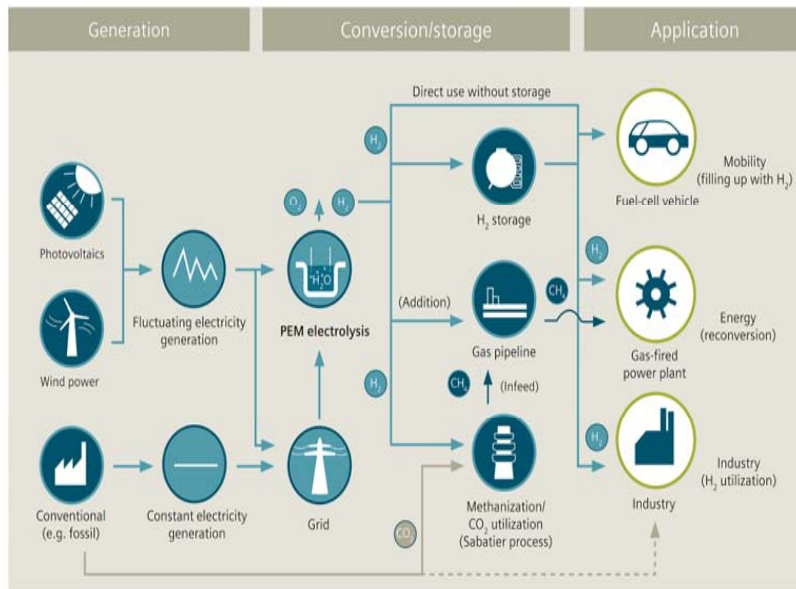 Generation
Conversion/storage
Application
Direct use without storage
H₂
Mobility
(filling up with H₂)
Fuel-cell vehicle
O₂
H₂
H₂ storage
Photovoltaics
H₂O
H₂
(Addition)
CH₄
Fluctuating electricity
generation
PEM electrolysis
Gas pipeline
Energy
(reconversion)
Gas-fired
power plant
Wind power
H₂
CH₄
(Infeed)
H₂
Industry
(H₂ utilization)
Conventional
(e.g. fossil)
Constant electricity
generation
Grid
CO₂
Methanization/
CO₂ utilization
(Sabatier process)
Industry